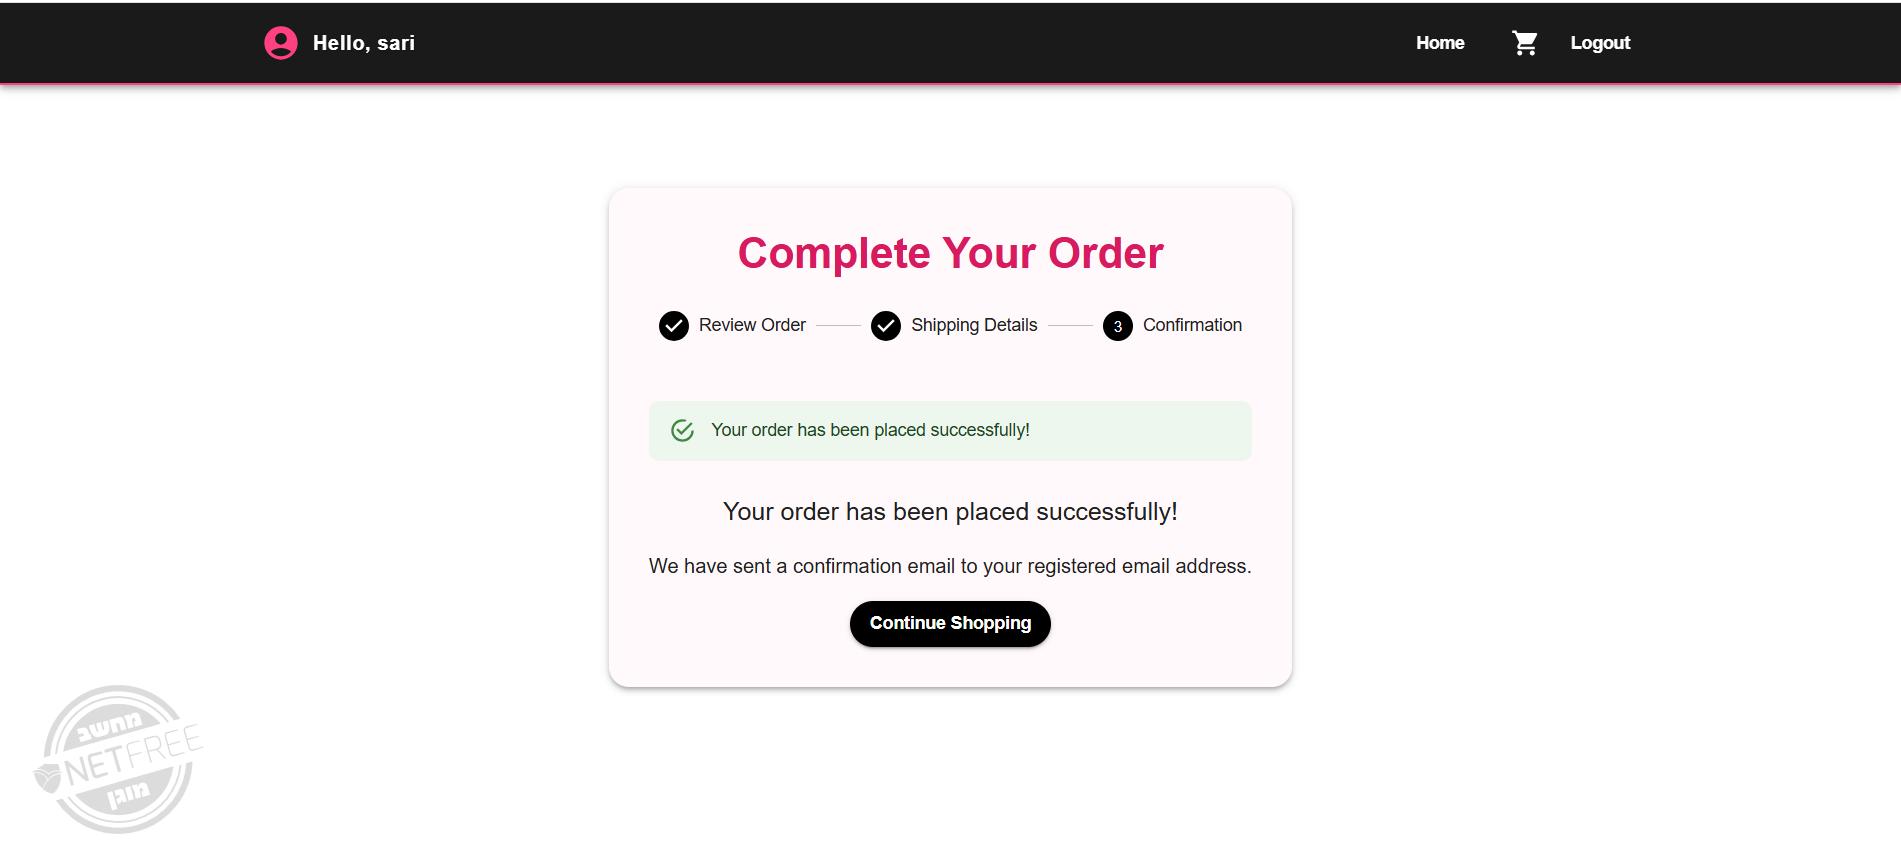 Hello, sari
Home
Logout
Complete Your Order
Review Order
Shipping Details
3
Confirmation
Your order has been placed successfully!
Your order has been placed successfully!
We have sent a confirmation email to your registered email address.
Continue Shopping
מחשב
NETFREE
מוגן